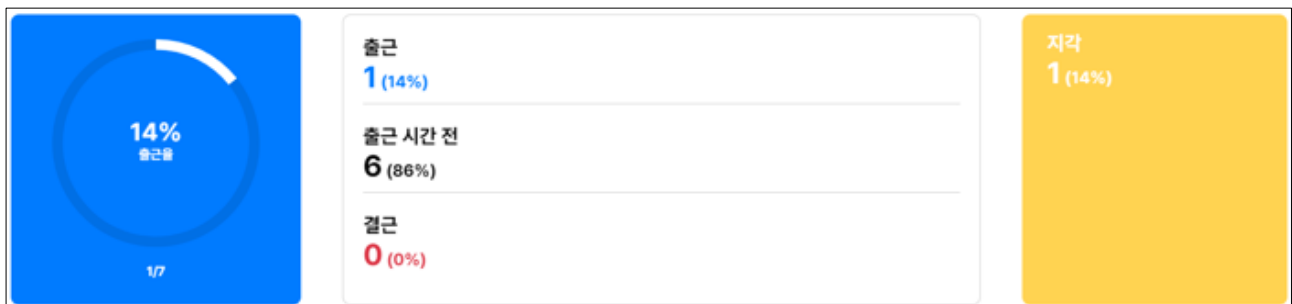 14%
출근율
1/7
출근
1 (14%)
출근 시간 전
6 (86%)
결근
0 (0%)
지각
1 (14%)